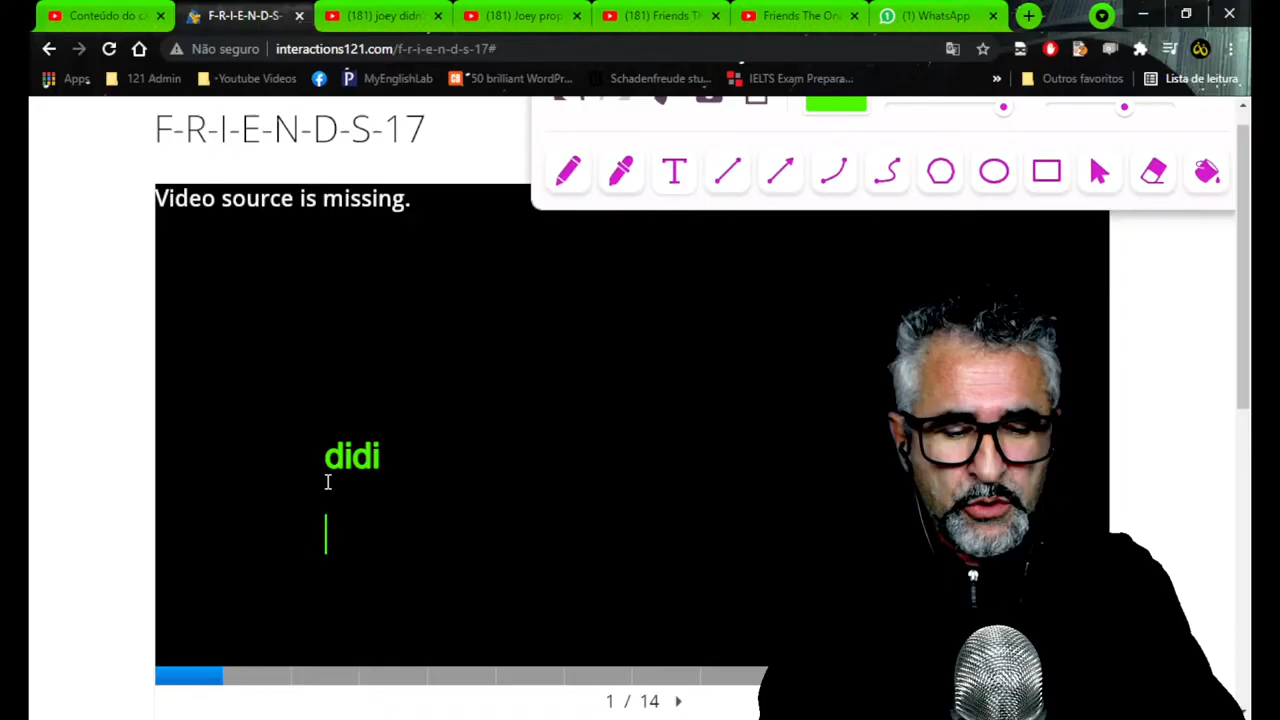 Conteúdo do c
F-R-I-E-N-D-S-
(181) joey didn
(181) Joey prop
(181) Friends T
Friends The On
(1) WhatsApp
Não seguro
interactions121.com/f-r-i-e-n-d-s-17#
Apps
121 Admin
-Youtube Videos
MyEnglishLab
50 brilliant WordPr...
Schadenfreude stu...
IELTS Exam Prepara...
»
Outros favoritos
Lista de leitura
F-R-I-E-N-D-S-17
T
Video source is missing.
didi
1 / 14